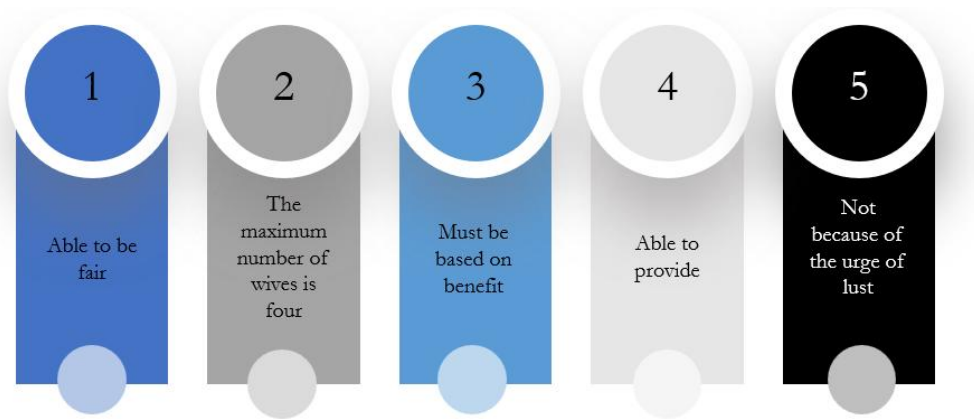 1
Able to be
fair
2
The
maximum
number of
wives is
four
3
Must be
based on
benefit
4
Able to
provide
5
Not
because of
the urge of
lust